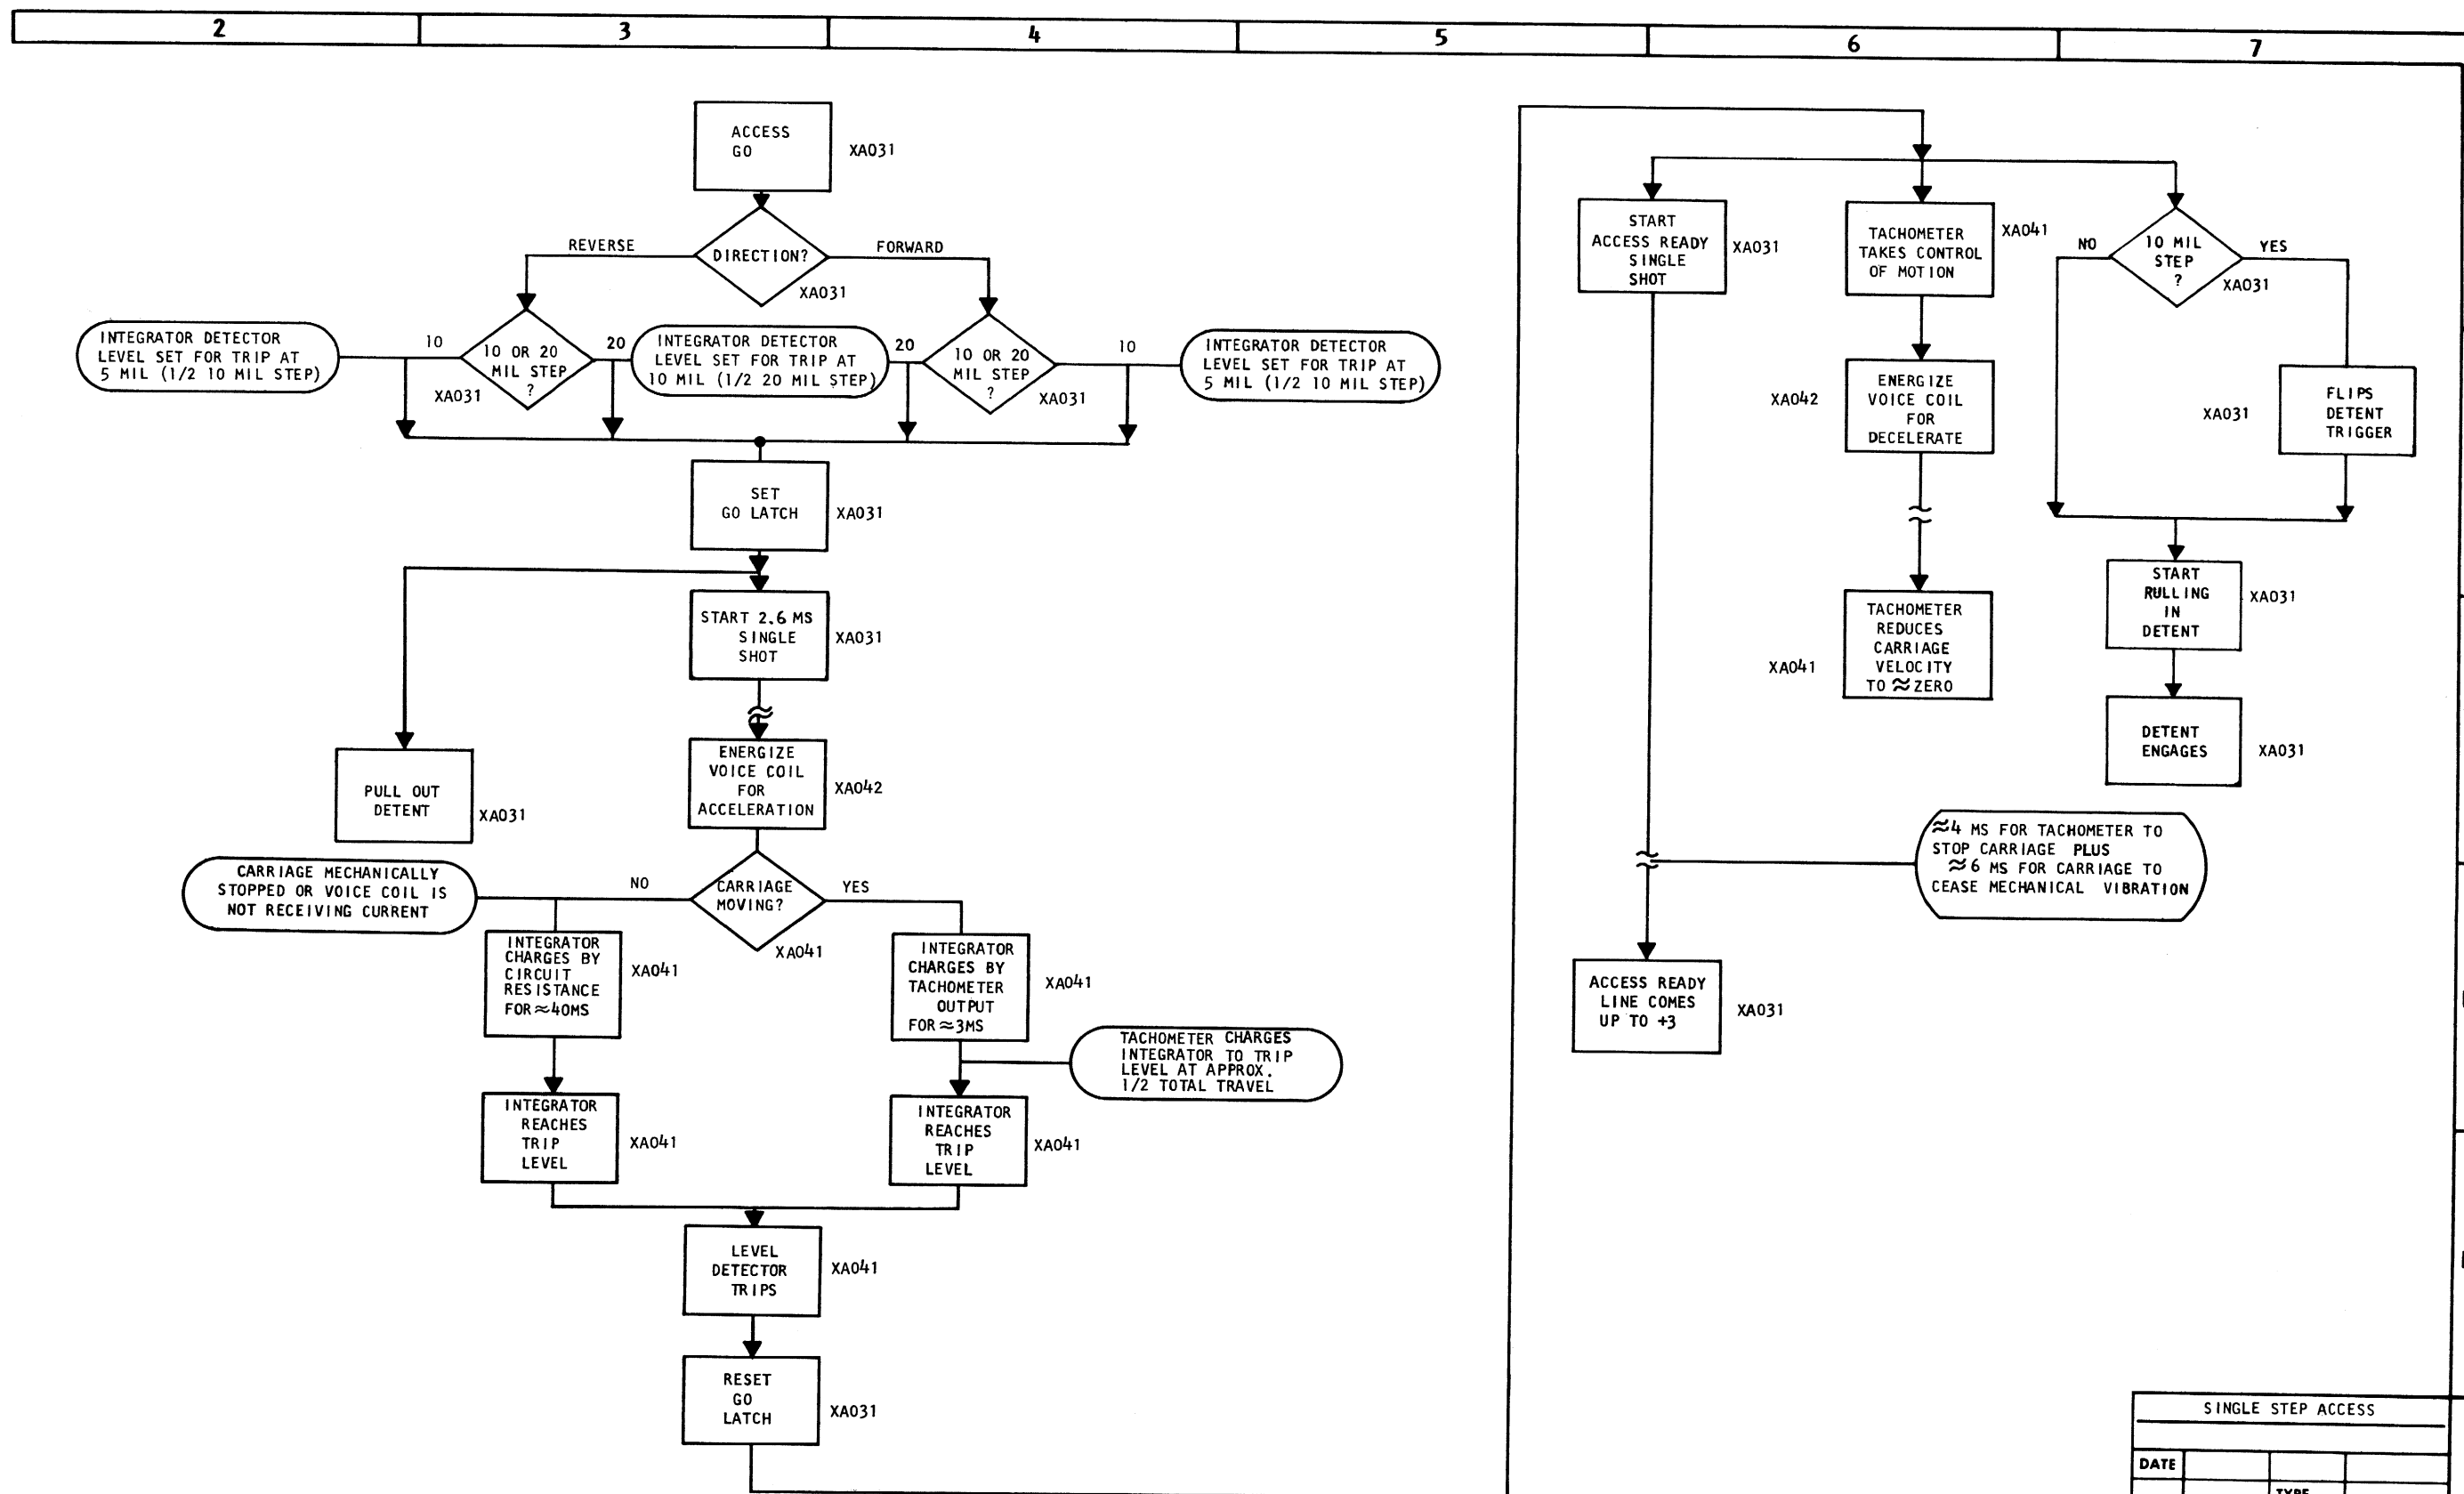 2
3
4
5
6
7
ACCESS
GO
XA031
DIRECTION?
REVERSE
FORWARD
XA031
INTEGRATOR DETECTOR
LEVEL SET FOR TRIP AT
5 MIL (1/2 10 MIL STEP)
10
10 OR 20
MIL STEP
?
XA031
20
INTEGRATOR DETECTOR
LEVEL SET FOR TRIP AT
10 MIL (1/2 20 MIL STEP)
20
10 OR 20
MIL STEP
?
XA031
10
INTEGRATOR DETECTOR
LEVEL SET FOR TRIP AT
5 MIL (1/2 10 MIL STEP)
SET
GO LATCH
XA031
START 2.6 MS
SINGLE
SHOT
XA031
PULL OUT
DETENT
XA031
ENERGIZE
VOICE COIL
FOR
ACCELERATION
XA042
CARRIAGE MECHANICALLY
STOPPED OR VOICE COIL IS
NOT RECEIVING CURRENT
NO
CARRIAGE
MOVING?
YES
XA041
INTEGRATOR
CHARGES BY
CIRCUIT
RESISTANCE
FOR ≈40MS
XA041
INTEGRATOR
CHARGES BY
TACHOMETER
OUTPUT
FOR ≈3MS
XA041
TACHOMETER CHARGES
INTEGRATOR TO TRIP
LEVEL AT APPROX.
1/2 TOTAL TRAVEL
INTEGRATOR
REACHES
TRIP
LEVEL
XA041
INTEGRATOR
REACHES
TRIP
LEVEL
XA041
LEVEL
DETECTOR
TRIPS
XA041
RESET
GO
LATCH
XA031
START
ACCESS READY
SINGLE
SHOT
XA031
TACHOMETER
TAKES CONTROL
OF MOTION
XA041
NO
10 MIL
STEP
?
YES
XA031
ENERGIZE
VOICE COIL
FOR
DECELERATE
XA042
FLIPS
DETENT
TRIGGER
XA031
TACHOMETER
REDUCES
CARRIAGE
VELOCITY
TO ≈ ZERO
XA041
START
RULLING
IN
DETENT
XA031
DETENT
ENGAGES
XA031
≈4 MS FOR TACHOMETER TO
STOP CARRIAGE PLUS
≈6 MS FOR CARRIAGE TO
CEASE MECHANICAL VIBRATION
ACCESS READY
LINE COMES
UP TO +3
XA031
SINGLE STEP ACCESS
DATE
TYPE